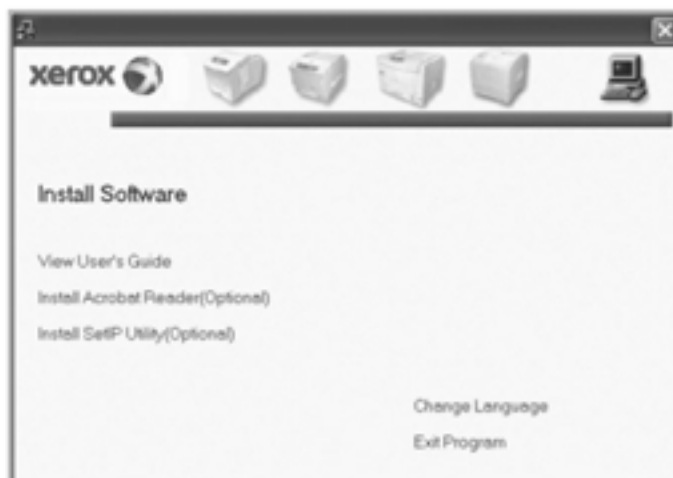 xerox
Install Software
View User's Guide
Install Acrobat Reader(Optional)
Install SetIP Utility(Optional)
Change Language
Exit Program